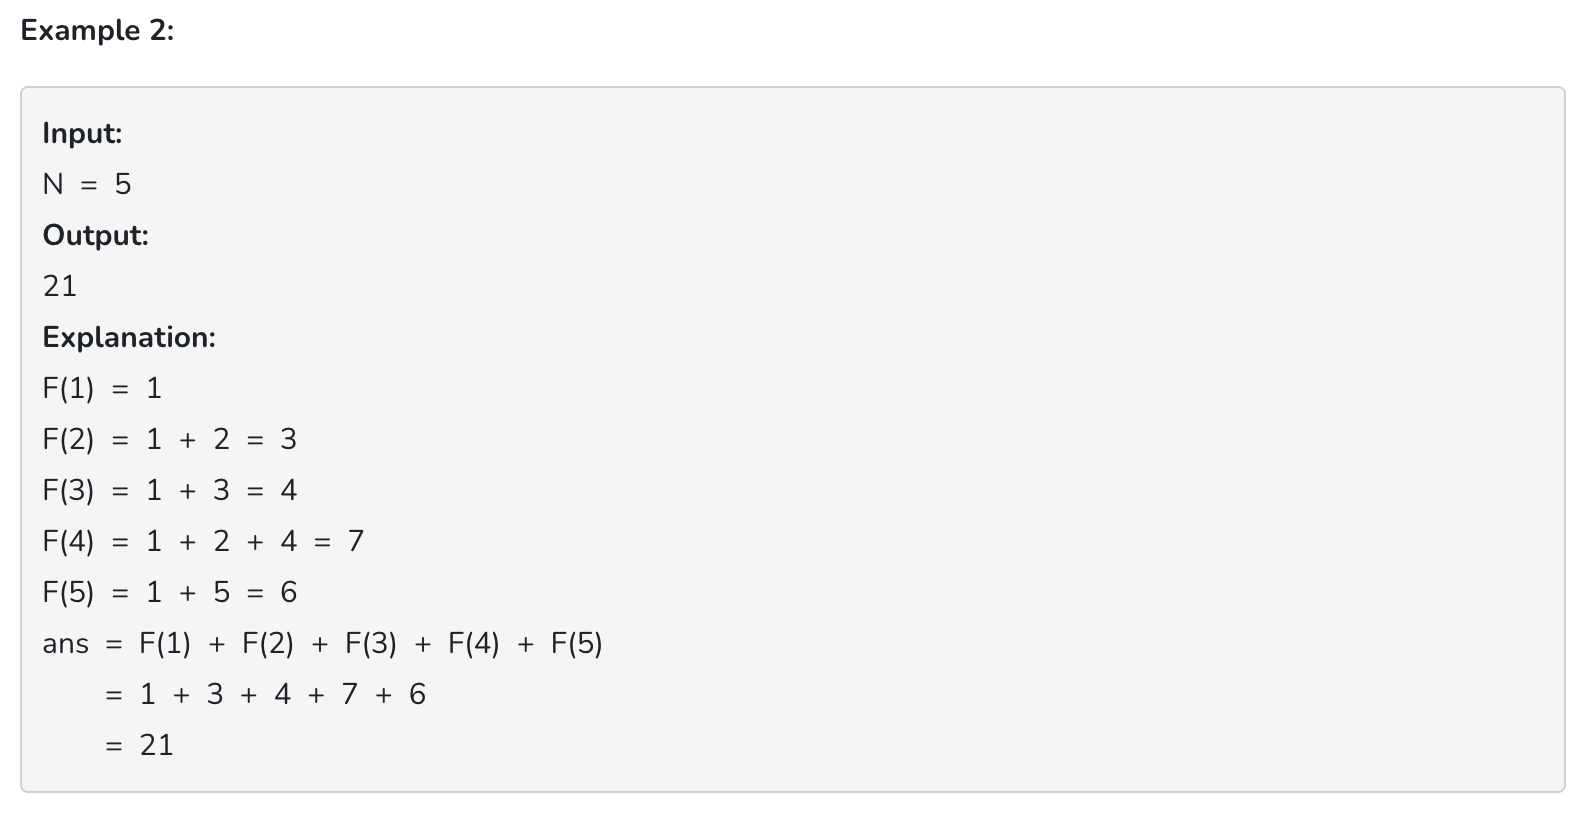 Example 2:
Input:
N = 5
Output:
21
Explanation:
F(1) = 1
F(2) = 1 + 2 = 3
F(3) = 1 + 3 = 4
F(4) = 1 + 2 + 4 = 7
F(5) = 1 + 5 = 6
ans = F(1) + F(2) + F(3) + F(4) + F(5)
= 1 + 3 + 4 + 7 + 6
= 21